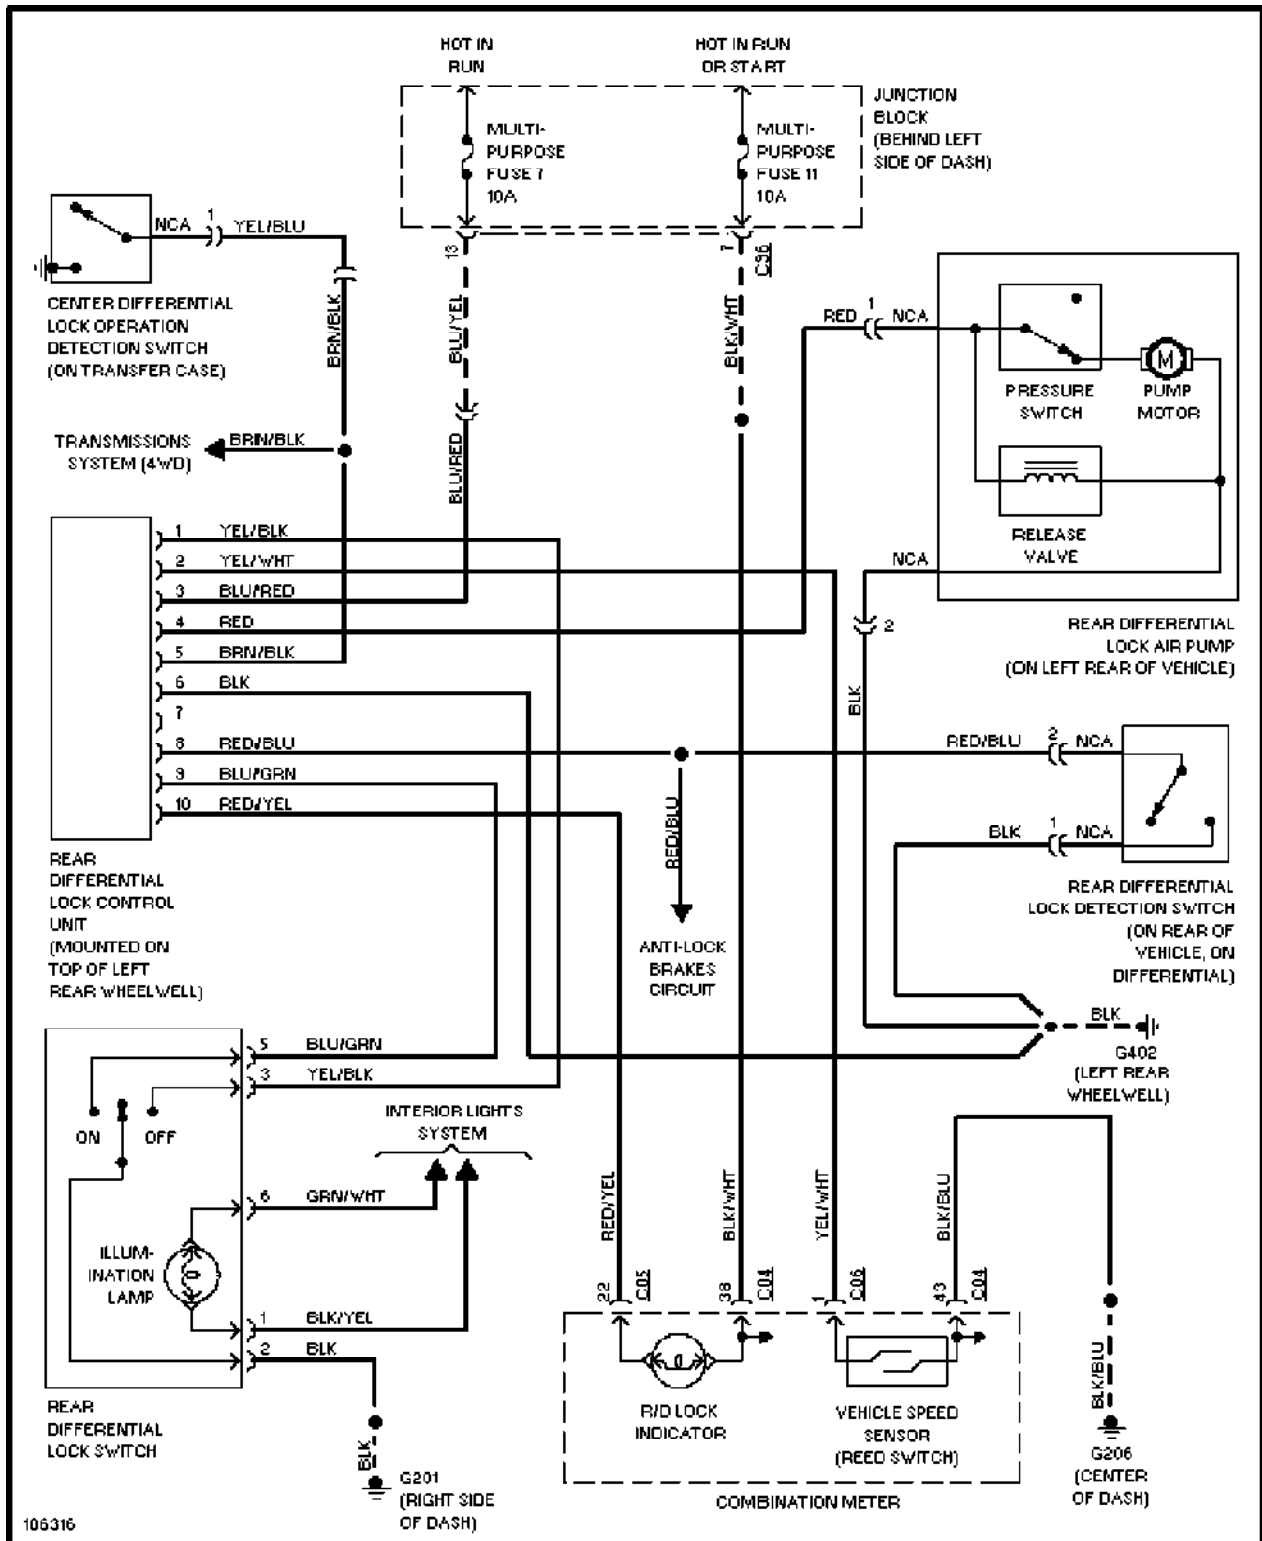 HOT IN
RUN
HOT IN RUN
OR START
JUNCTION
BLOCK
(BEHIND LEFT
SIDE OF DASH)
MULTI-
PURPOSE
FUSE 7
10A
MULTI-
PURPOSE
FUSE 11
10A
NCA
1
YEL/BLU
13
7
C96
CENTER DIFFERENTIAL
LOCK OPERATION
DETECTION SWITCH
(ON TRANSFER CASE)
BRN/BLK
BLU/YEL
BLK/WHT
RED
1
NCA
M
PRESSURE
SWITCH
PUMP
MOTOR
TRANSMISSIONS
SYSTEM (4WD)
BRN/BLK
BLU/RED
RELEASE
VALVE
NCA
1
YEL/BLK
2
YEL/WHT
3
BLU/RED
4
RED
5
BRN/BLK
6
BLK
7
8
RED/BLU
9
BLU/GRN
10
RED/YEL
2
BLK
REAR DIFFERENTIAL
LOCK AIR PUMP
(ON LEFT REAR OF VEHICLE)
RED/BLU
2
NCA
RED/BLU
BLK
1
NCA
REAR
DIFFERENTIAL
LOCK CONTROL
UNIT
(MOUNTED ON
TOP OF LEFT
REAR WHEELWELL)
ANTI-LOCK
BRAKES
CIRCUIT
REAR DIFFERENTIAL
LOCK DETECTION SWITCH
(ON REAR OF
VEHICLE, ON
DIFFERENTIAL)
BLK
G402
(LEFT REAR
WHEELWELL)
5
BLU/GRN
3
YEL/BLK
ON
OFF
INTERIOR LIGHTS
SYSTEM
6
GRN/WHT
ILLUM-
INATION
LAMP
1
BLK/YEL
2
BLK
RED/YEL
BLK/WHT
YEL/WHT
BLK/BLU
22
C05
38
C04
1
C06
43
C04
REAR
DIFFERENTIAL
LOCK SWITCH
BLK
G201
(RIGHT SIDE
OF DASH)
R/D LOCK
INDICATOR
VEHICLE SPEED
SENSOR
(REED SWITCH)
COMBINATION METER
BLK/BLU
G206
(CENTER
OF DASH)
106316